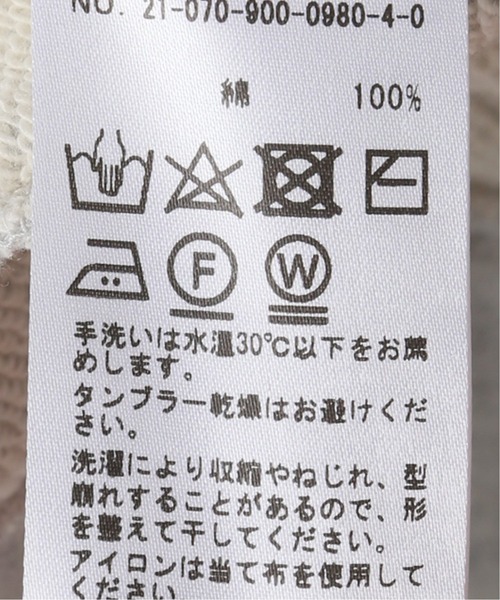 NO. 21-070-900-0980-4-0
綿 100%
F W
手洗いは水温30℃以下をお薦
めします。
タンブラー乾燥はお避けくだ
さい。
洗濯により収縮やねじれ、型
崩れすることがあるので、形
を整えて干してください。
アイロンは当て布を使用して
ください